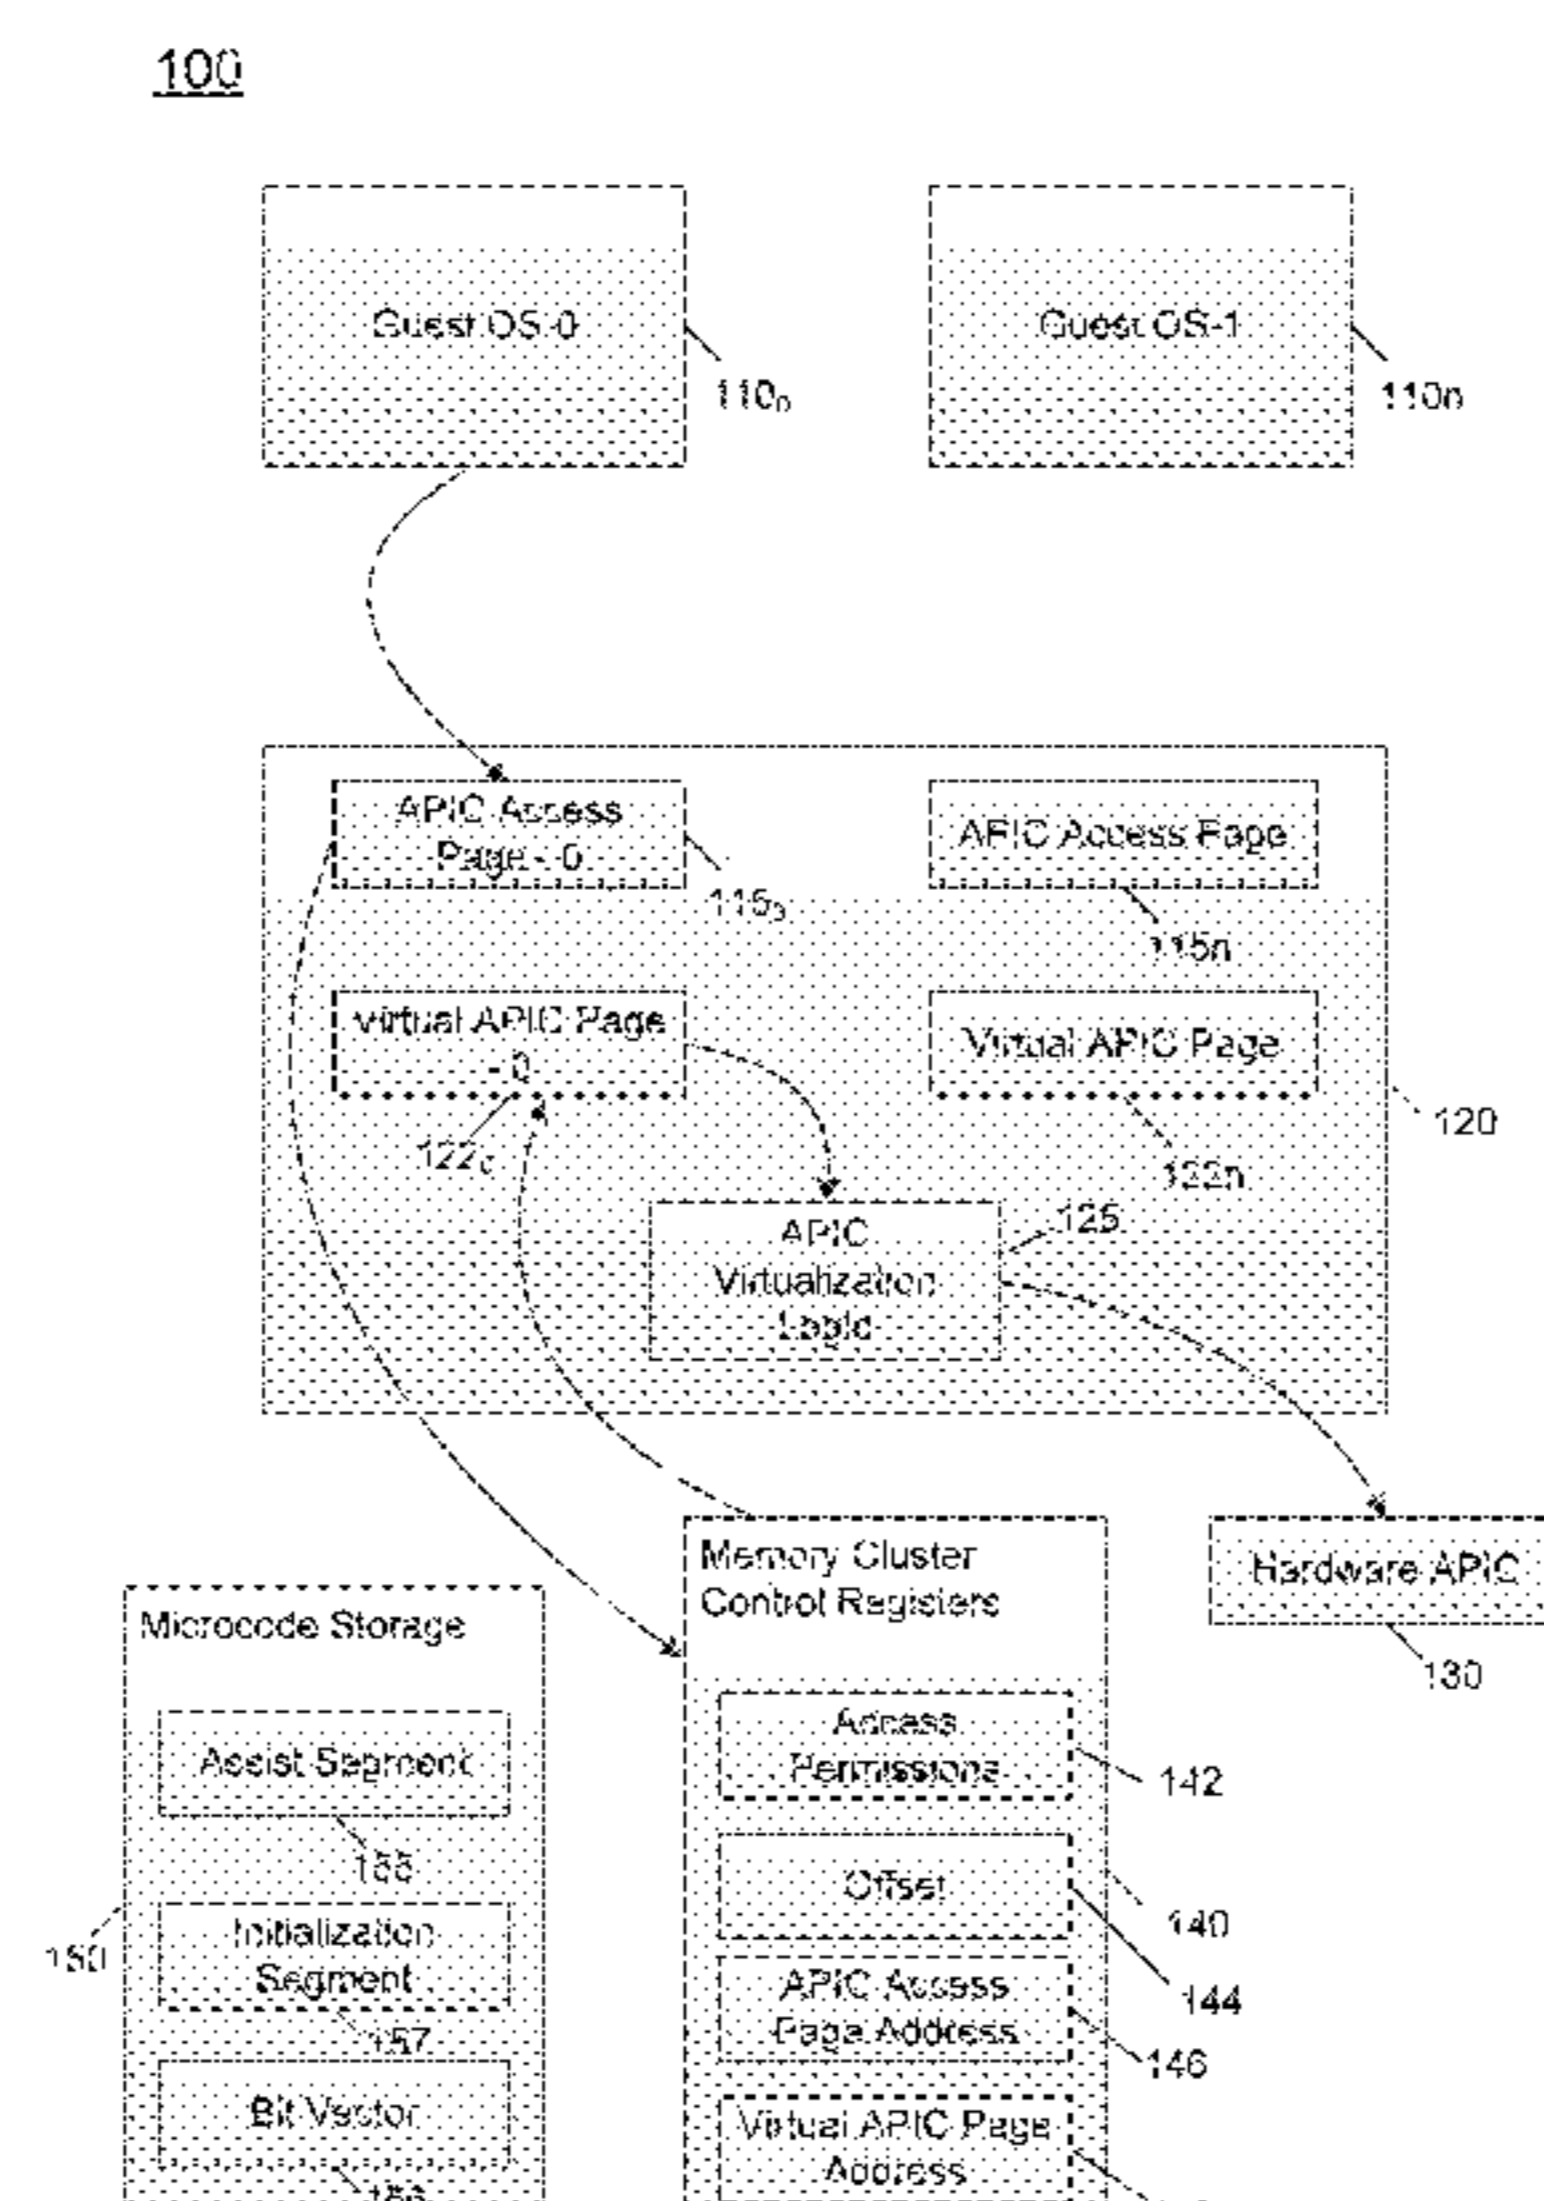 100
Guest OS-0
Guest OS-1
110₀
110n
APIC Access
Page - 0
APIC Access Page
115₀
115n
Virtual APIC Page
- 0
Virtual APIC Page
120
122₀
122n
125
APIC
Virtualization
Logic
Memory Cluster
Control Registers
Hardware APIC
Microcode Storage
130
Access
Permissions
Assist Segment
142
155
Offset
140
Initialization
Segment
150
144
APIC Access
Page Address
157
146
Bit Vector
Virtual APIC Page
Address